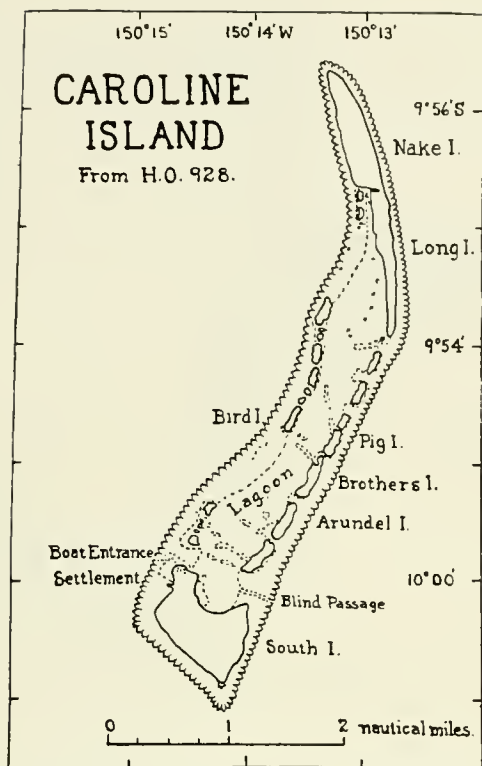 150°15' 150°14'W 150°13'
CAROLINE
ISLAND
From H.O. 928.
9°56'S
Nake I.
Long I.
9°54'
Bird I.
Pig I.
Lagoon
Brothers I.
Arundel I.
Boat Entrance
Settlement
10°00'
Blind Passage
South I.
0 1 2 nautical miles.